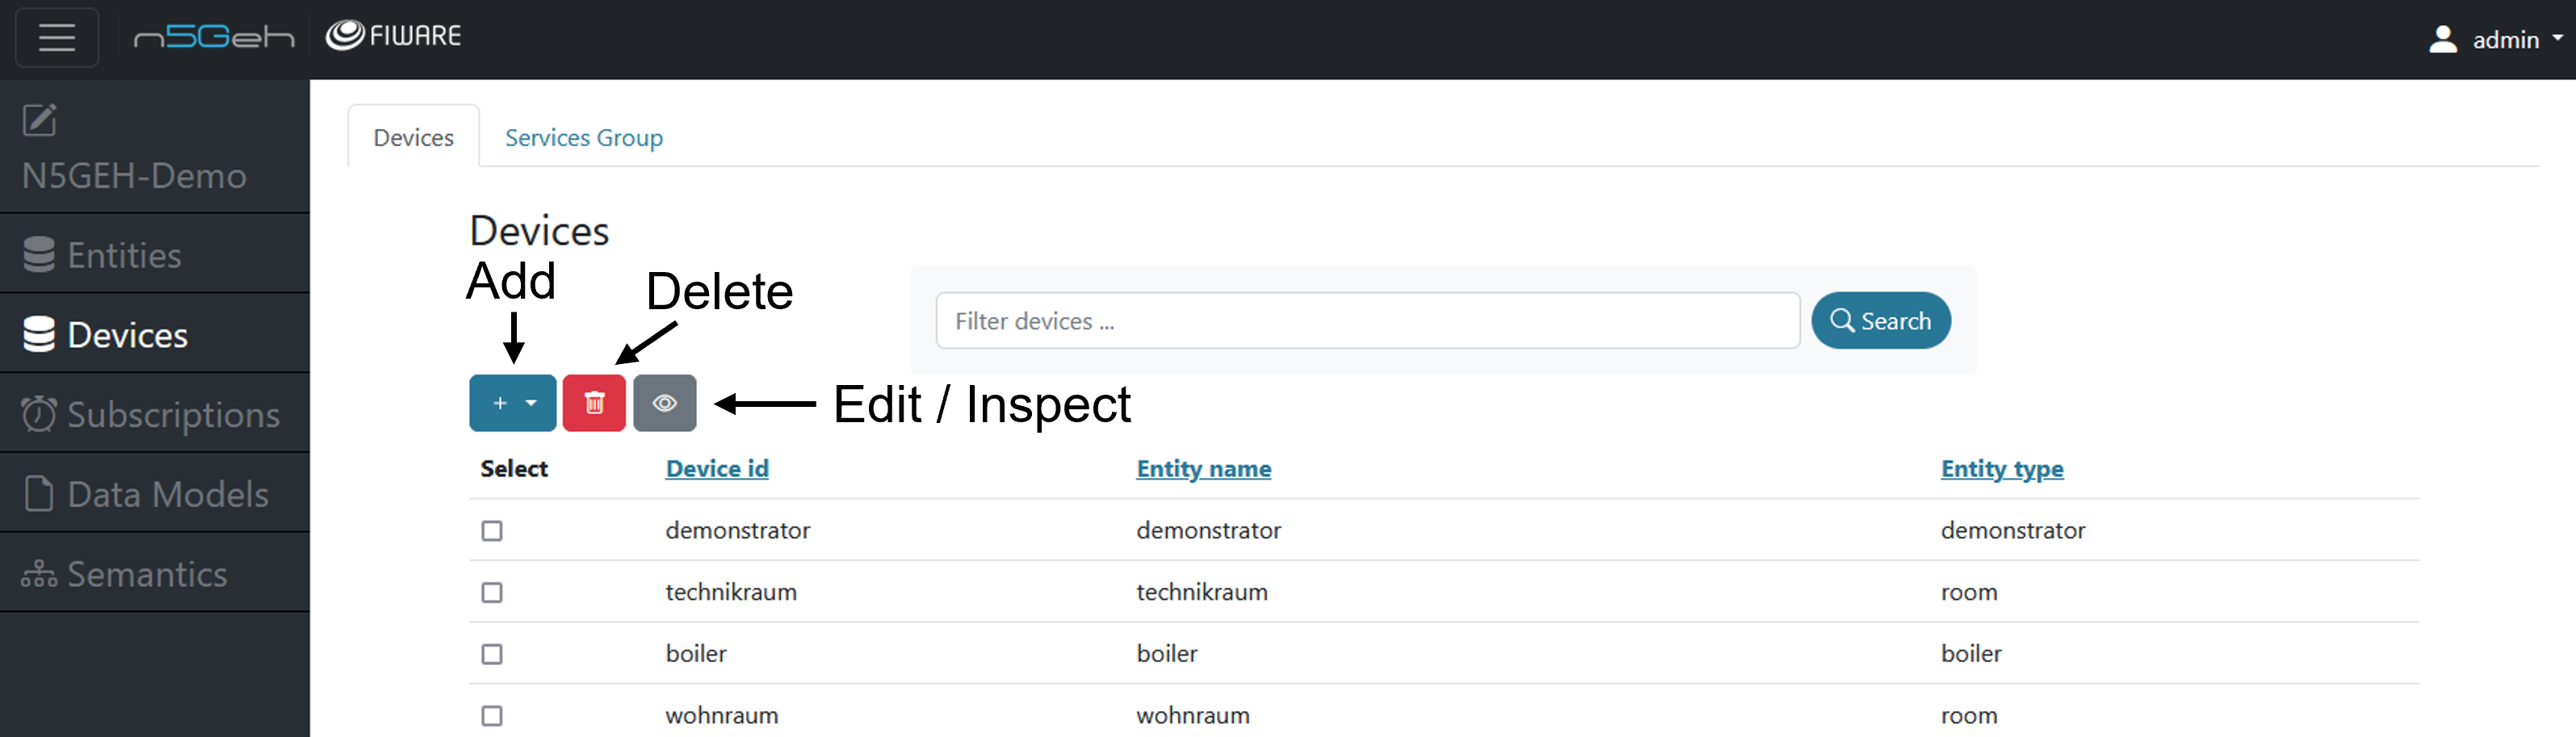 n5Geh FIWARE admin
N5GEH-Demo
Entities
Devices
Subscriptions
Data Models
Semantics
Devices Services Group
Devices
Add Delete
Filter devices ... Search
+ Edit / Inspect
Select Device id Entity name Entity type
demonstrator demonstrator demonstrator
technikraum technikraum room
boiler boiler boiler
wohnraum wohnraum room